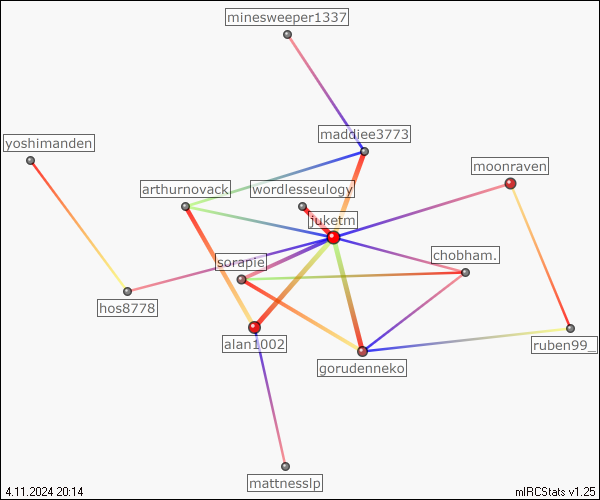 minesweeper1337
maddiee3773
yoshimanden
moonraven
arthurnovack
wordlesseulogy
juketm
chobham.
sorapie
hos8778
alan1002
ruben99_
gorudenneko
mattnesslp
4.11.2024 20:14
mIRCStats v1.25